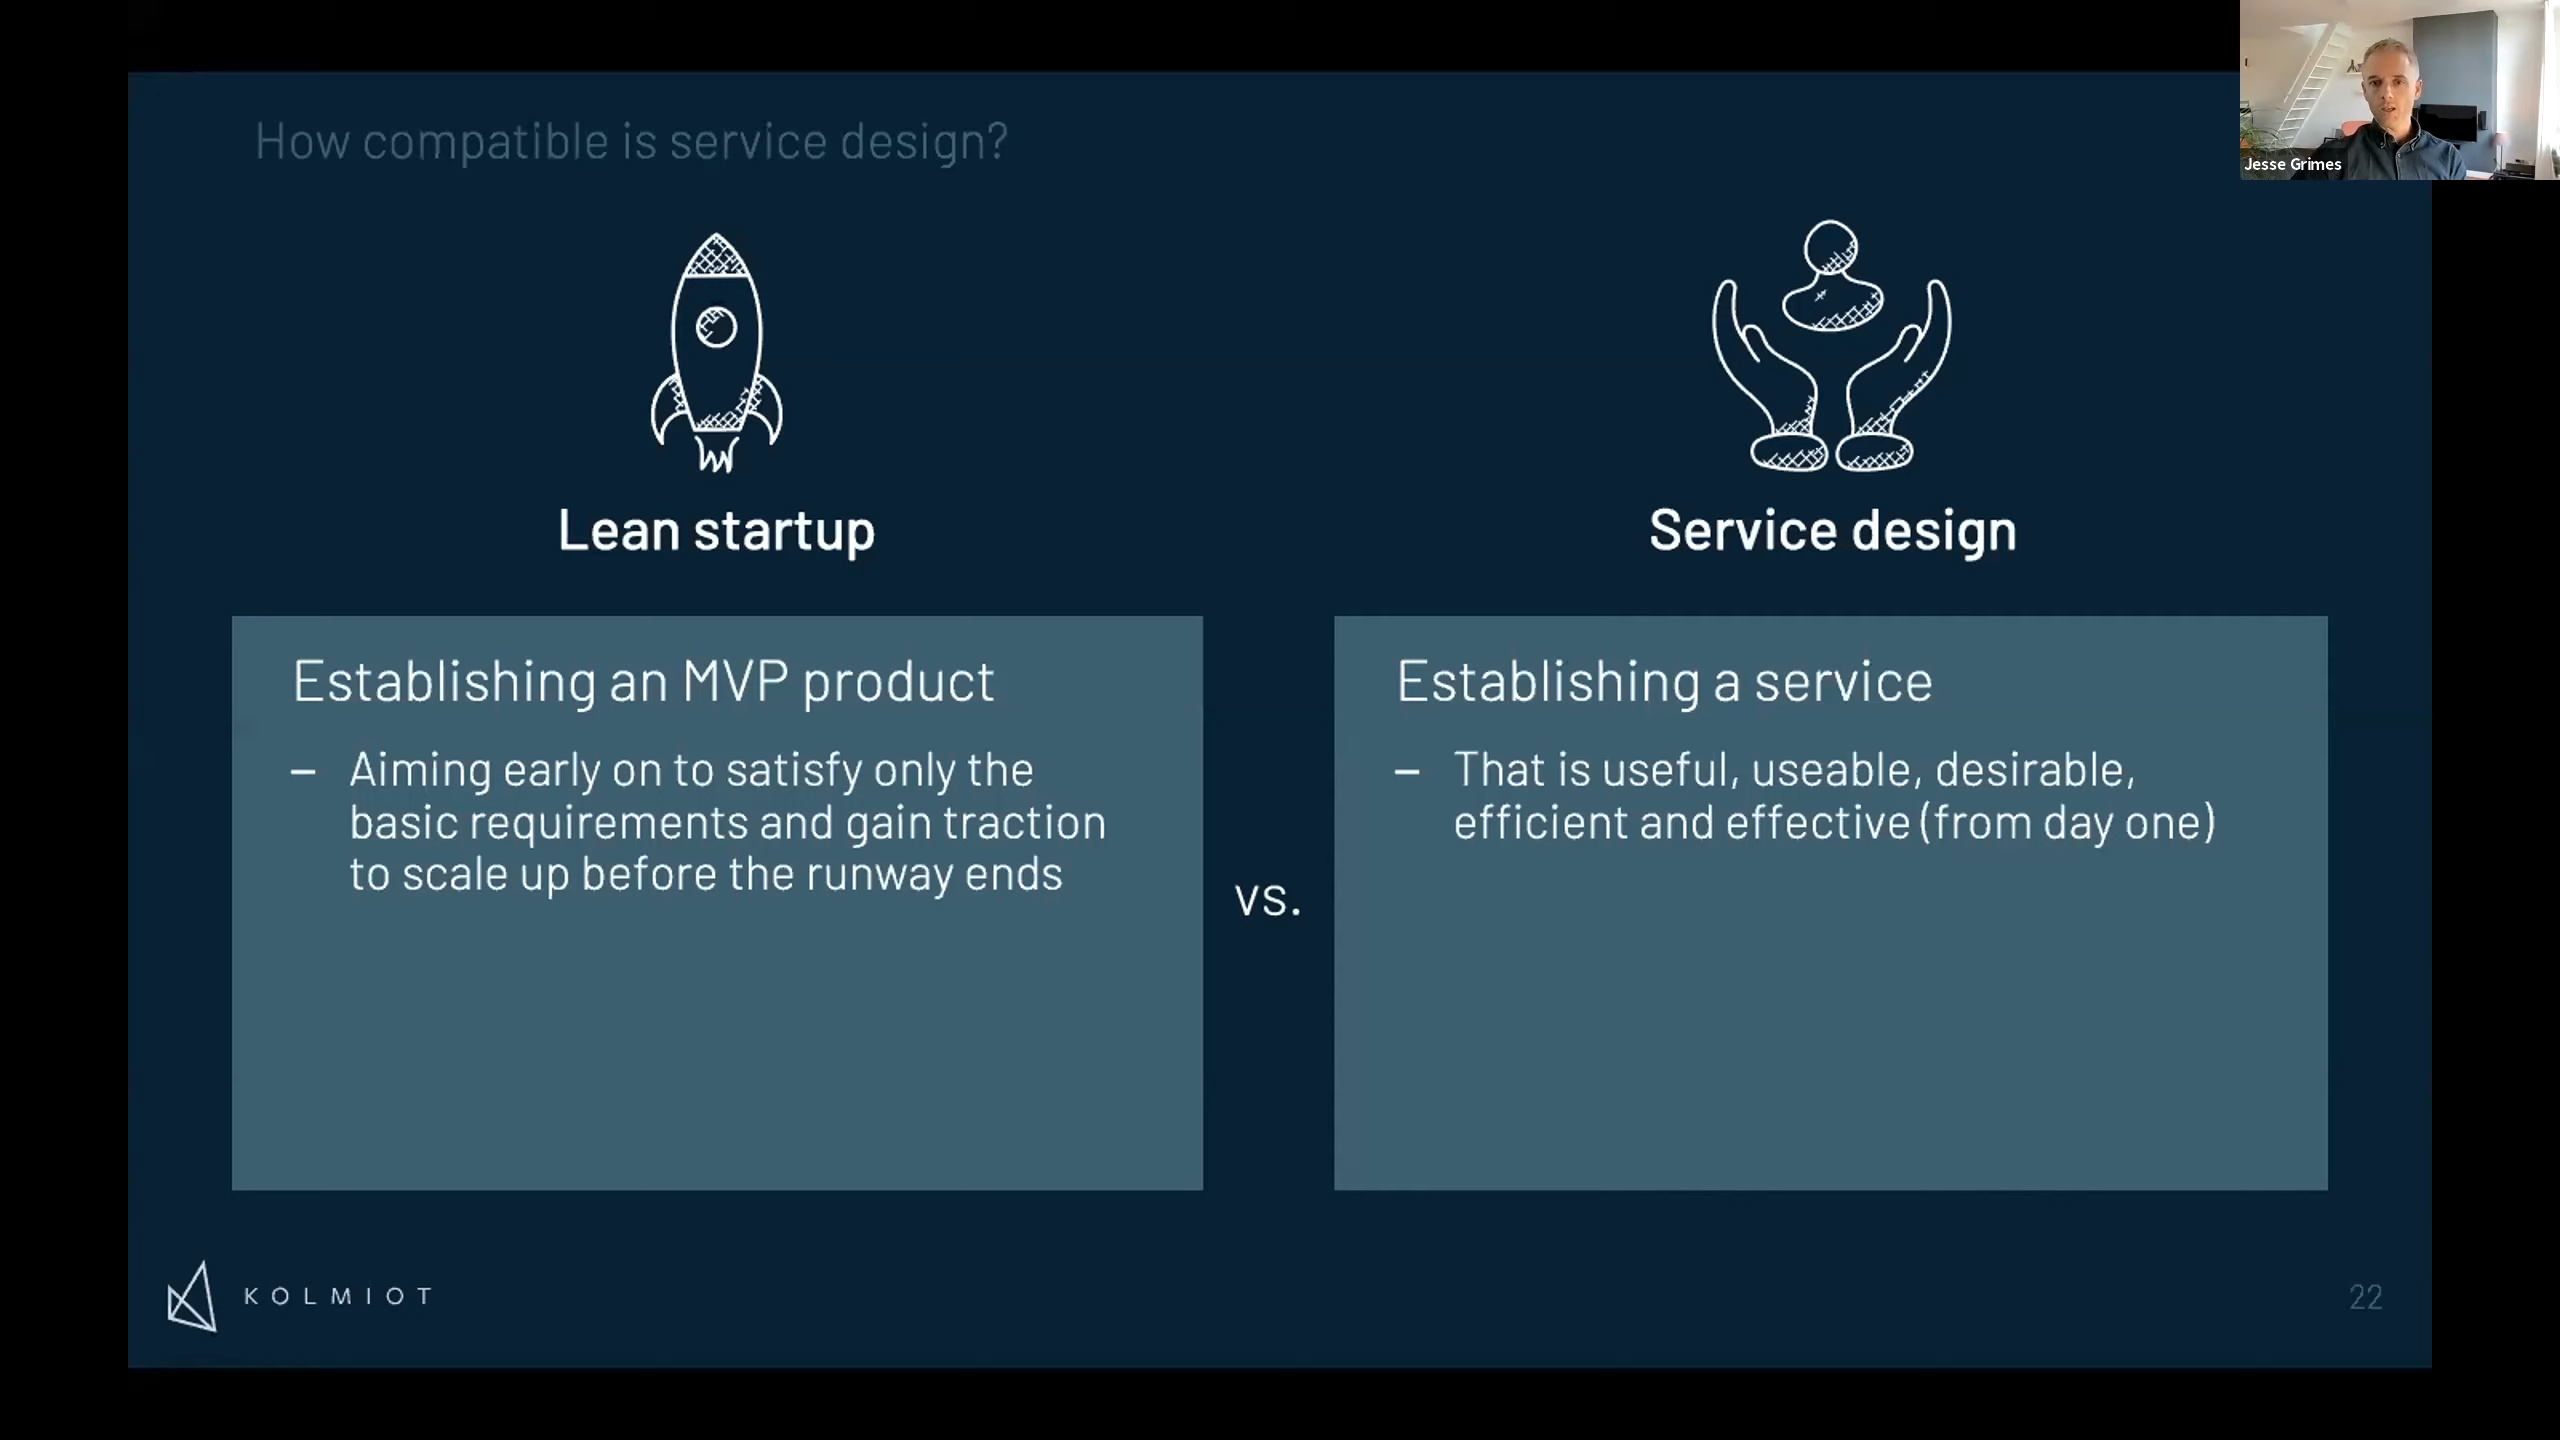 Jesse Grimes
How compatible is service design?
Lean startup
Service design
Establishing an MVP product
– Aiming early on to satisfy only the
basic requirements and gain traction
to scale up before the runway ends
vs.
Establishing a service
– That is useful, useable, desirable,
efficient and effective (from day one)
KOLMIOT
22